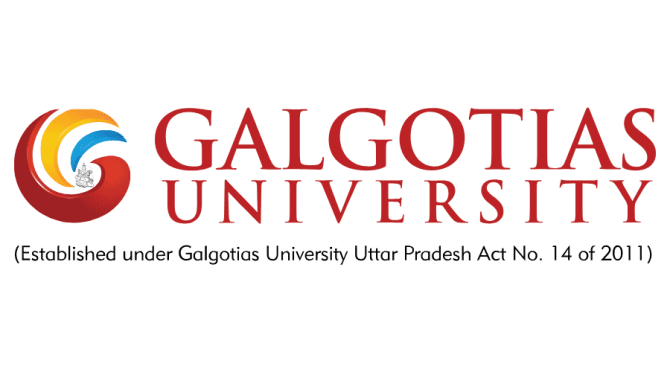 GALGOTIAS
UNIVERSITY
(Established under Galgotias University Uttar Pradesh Act No. 14 of 2011)